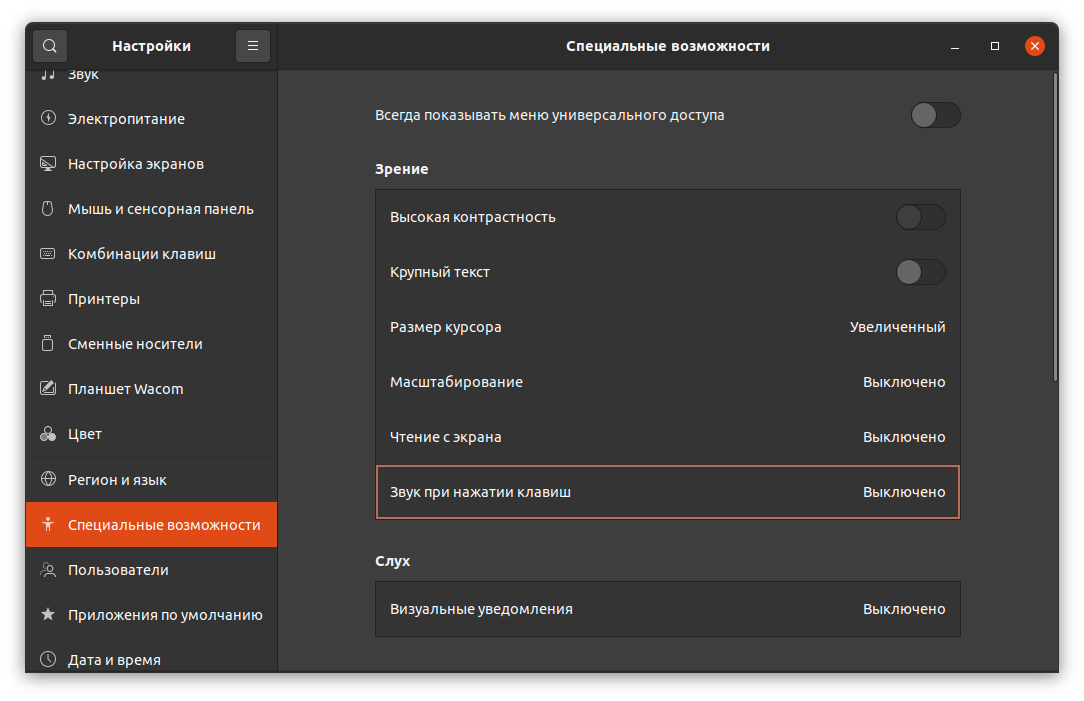 Настройки
Специальные возможности
Звук
Электропитание
Настройка экранов
Мышь и сенсорная панель
Комбинации клавиш
Принтеры
Сменные носители
Планшет Wacom
Цвет
Регион и язык
Специальные возможности
Пользователи
Приложения по умолчанию
Дата и время
Всегда показывать меню универсального доступа
Зрение
Высокая контрастность
Крупный текст
Размер курсора Увеличенный
Масштабирование Выключено
Чтение с экрана Выключено
Звук при нажатии клавиш Выключено
Слух
Визуальные уведомления Выключено